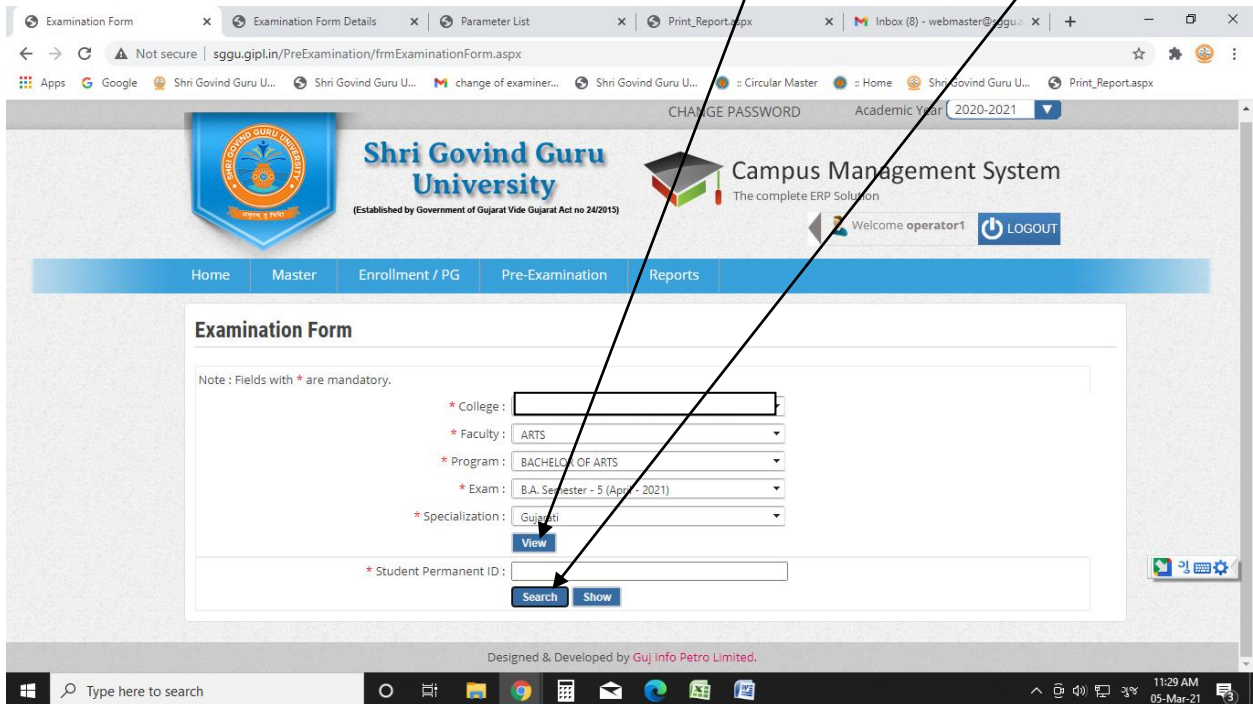 Examination Form
Examination Form Details
Parameter List
Print_Report.aspx
Inbox (8) - webmaster@sggu.a
Not secure | sggu.gipl.in/PreExamination/frmExaminationForm.aspx
Apps
Google
Shri Govind Guru U...
Shri Govind Guru U...
change of examiner...
Shri Govind Guru U...
:: Circular Master
:: Home
Shri Govind Guru U...
Print_Report.aspx
CHANGE PASSWORD
Academic Year
2020-2021
SHRI GOVIND GURU UNIVERSITY
Shri Govind Guru
University
(Established by Government of Gujarat Vide Gujarat Act no 24/2015)
Campus Management System
The complete ERP Solution
Welcome operator1
LOGOUT
Home
Master
Enrollment / PG
Pre-Examination
Reports
Examination Form
Note : Fields with * are mandatory.
* College :
* Faculty : ARTS
* Program : BACHELOR OF ARTS
* Exam : B.A. Semester - 5 (April - 2021)
* Specialization : Gujarati
View
* Student Permanent ID :
Search
Show
Designed & Developed by Guj Info Petro Limited.
Type here to search
11:29 AM
05-Mar-21
3